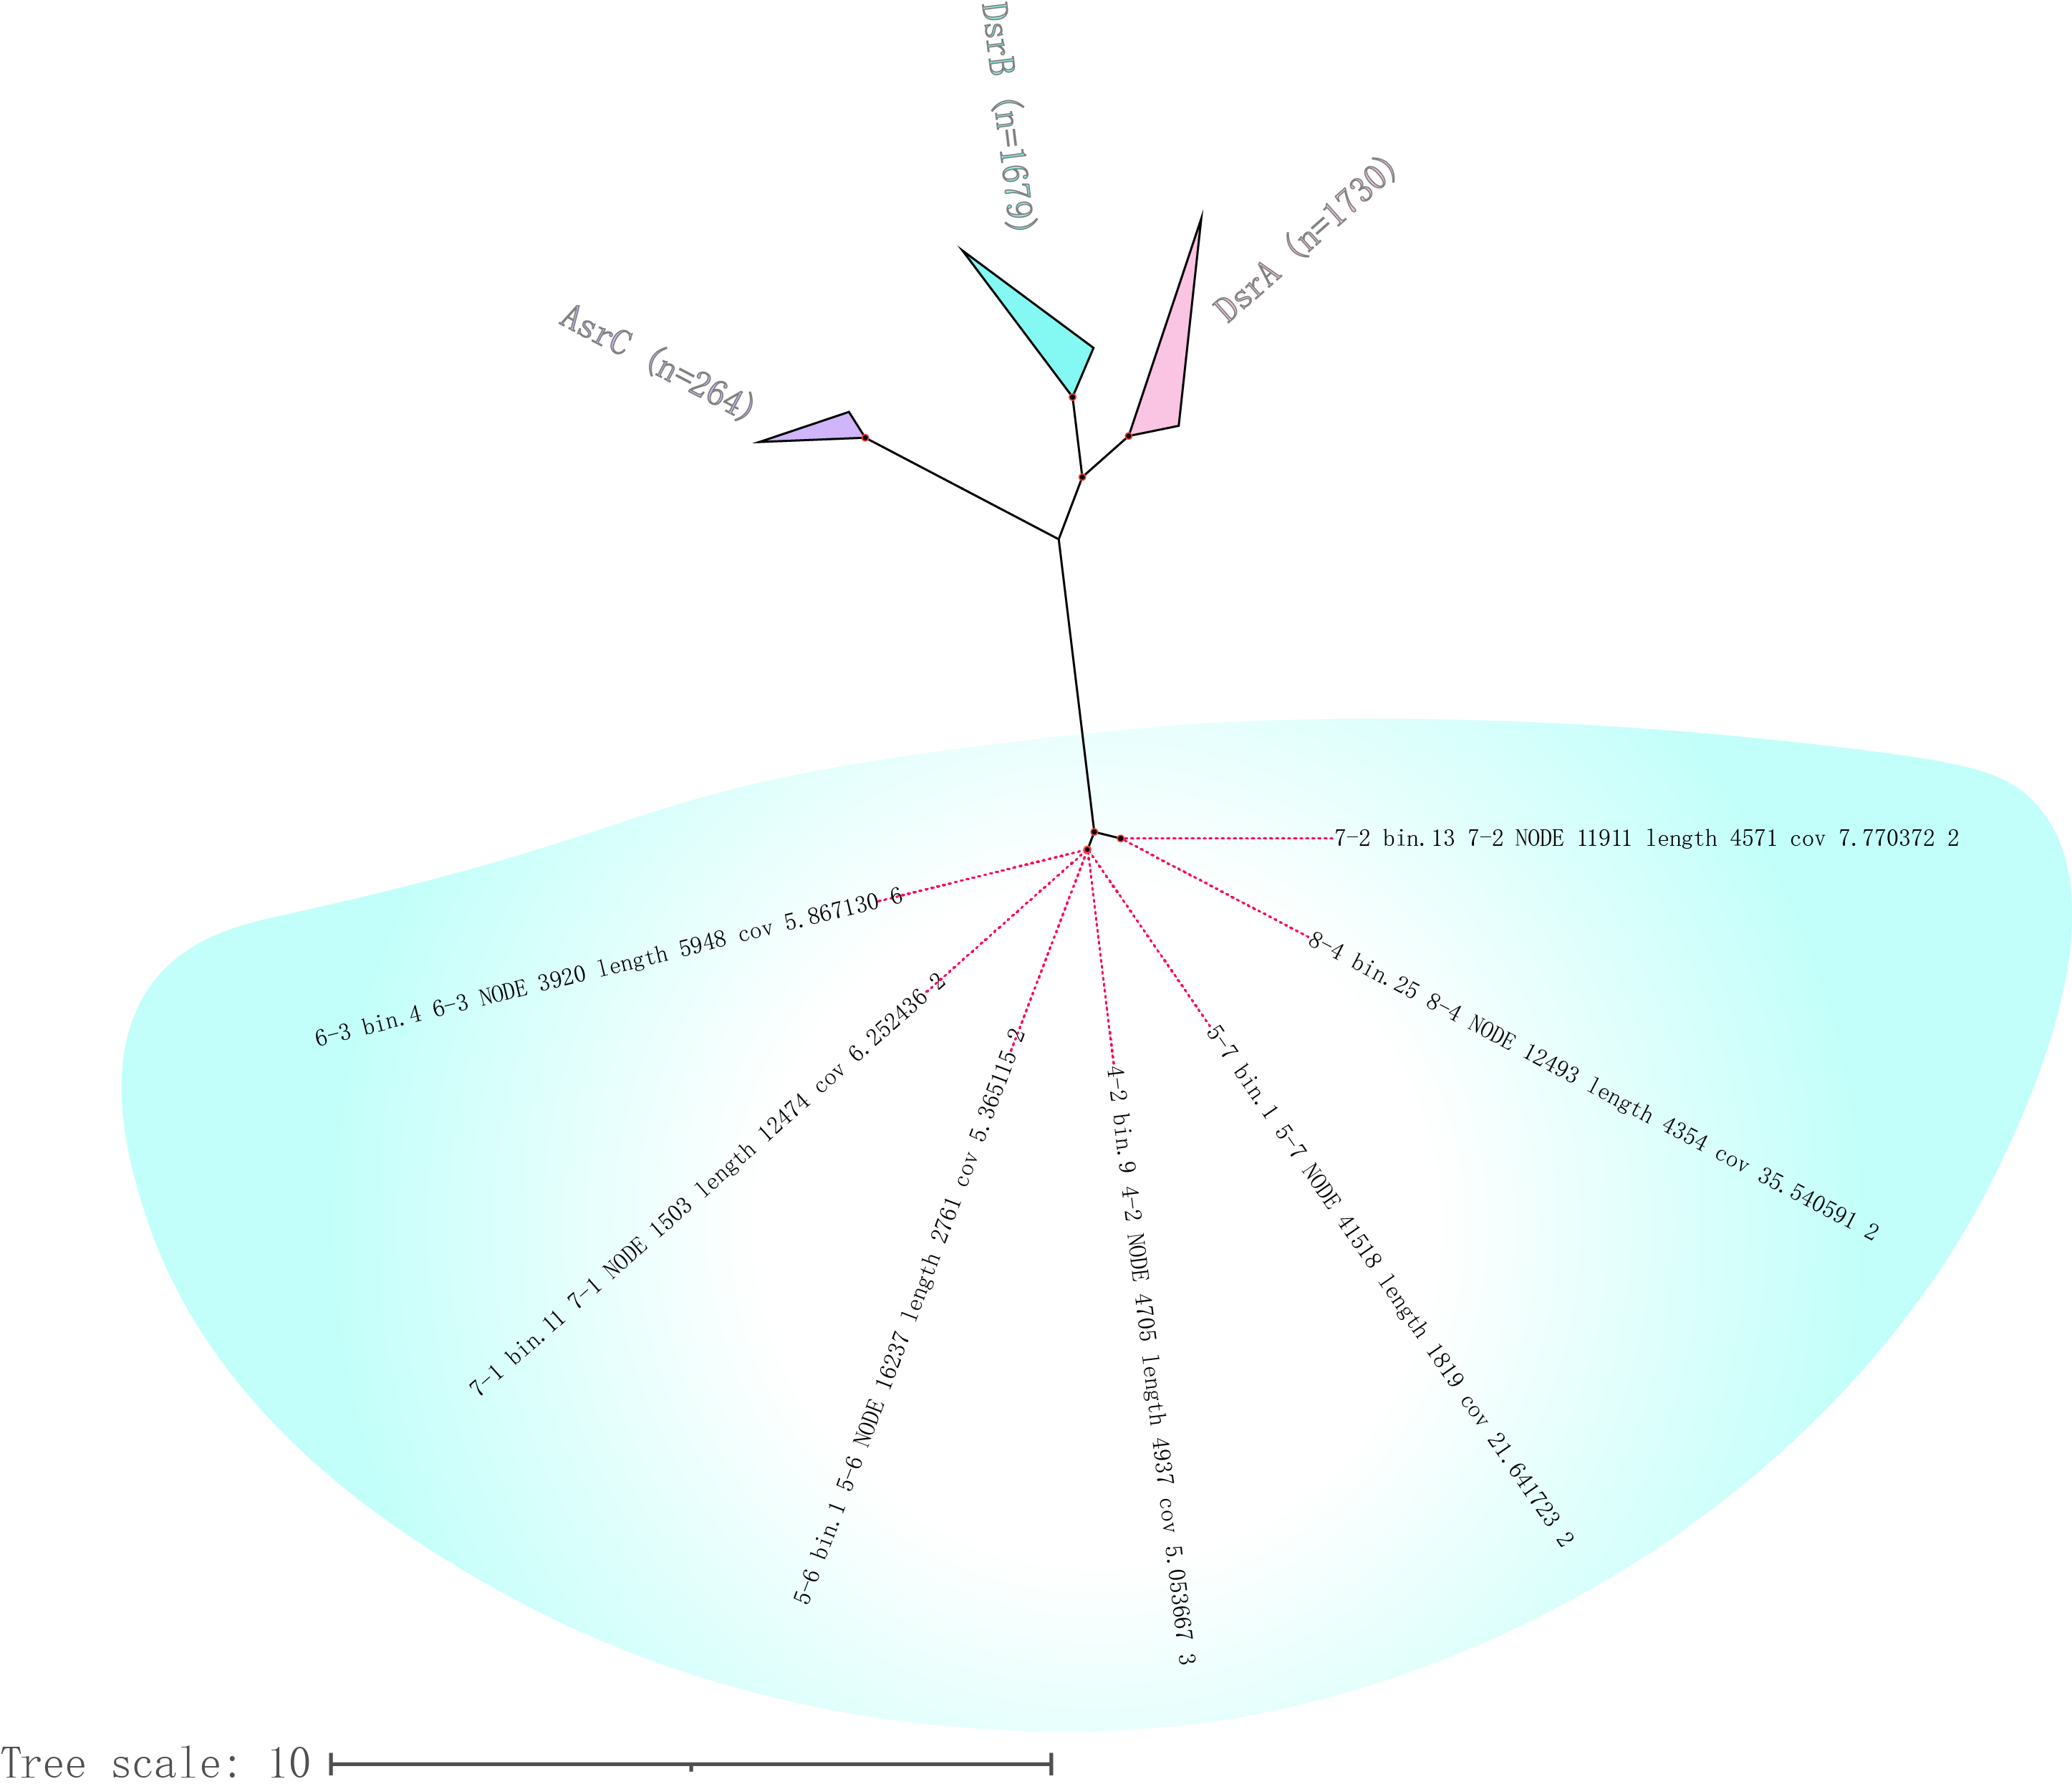 DsrB (n=1679)
DsrA (n=1730)
AsrC (n=264)
7-2 bin.13 7-2 NODE 11911 length 4571 cov 7.770372 2
6-3 bin.4 6-3 NODE 3920 length 5948 cov 5.867130 6
8-4 bin.25 8-4 NODE 12493 length 4354 cov 35.540591 2
7-1 bin.11 7-1 NODE 1503 length 12474 cov 6.252436 2
5-6 bin.1 5-6 NODE 16237 length 2761 cov 5.365115 2
4-2 bin.9 4-2 NODE 4705 length 4937 cov 5.053667 3
5-7 bin.1 5-7 NODE 41518 length 1819 cov 21.641723 2
Tree scale: 10